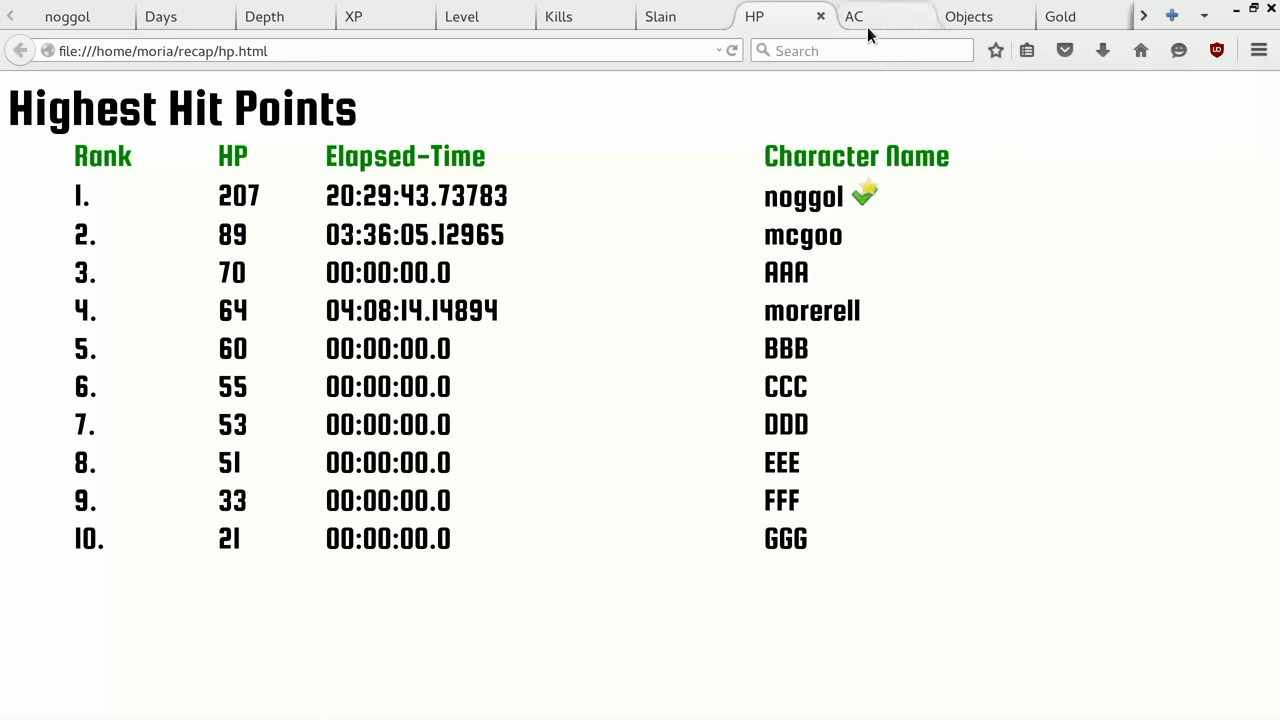 noggol Days Depth XP Level Kills Slain HP AC Objects Gold
file:///home/moria/recap/hp.html Search
Highest Hit Points
Rank HP Elapsed-Time Character Name
1. 207 20:29:43.73783 noggol
2. 89 03:36:05.12965 mcgoo
3. 70 00:00:00.0 AAA
4. 64 04:08:14.14894 morerell
5. 60 00:00:00.0 BBB
6. 55 00:00:00.0 CCC
7. 53 00:00:00.0 DDD
8. 51 00:00:00.0 EEE
9. 33 00:00:00.0 FFF
10. 21 00:00:00.0 GGG